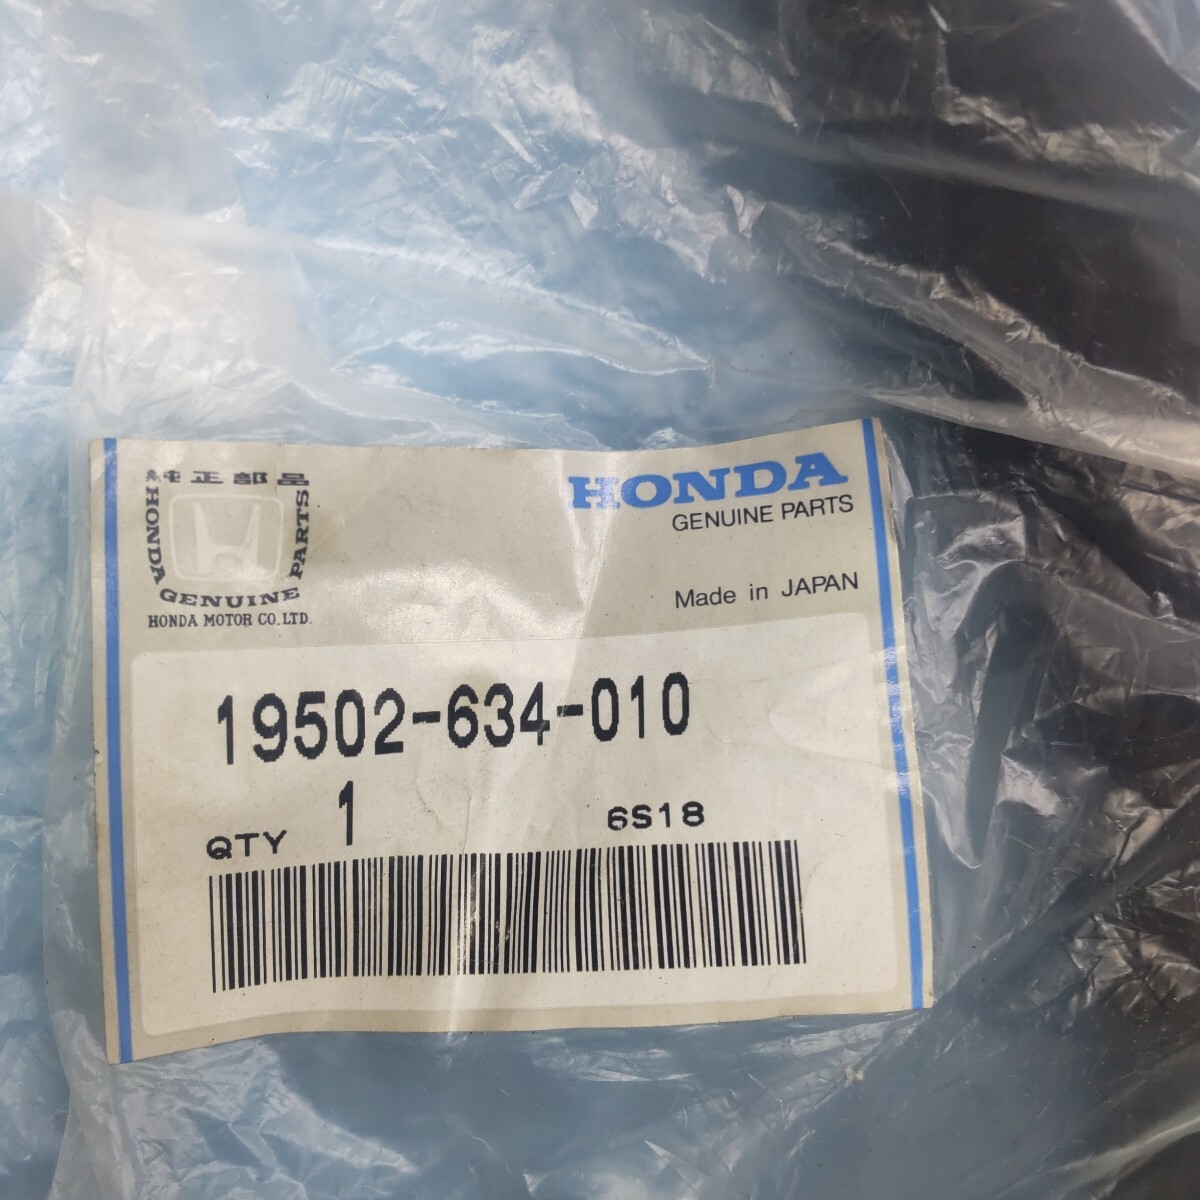 純正部品
HONDA GENUINE PARTS
HONDA MOTOR CO.,LTD.
HONDA
GENUINE PARTS
Made in JAPAN
19502-634-010
QTY 1 6S18